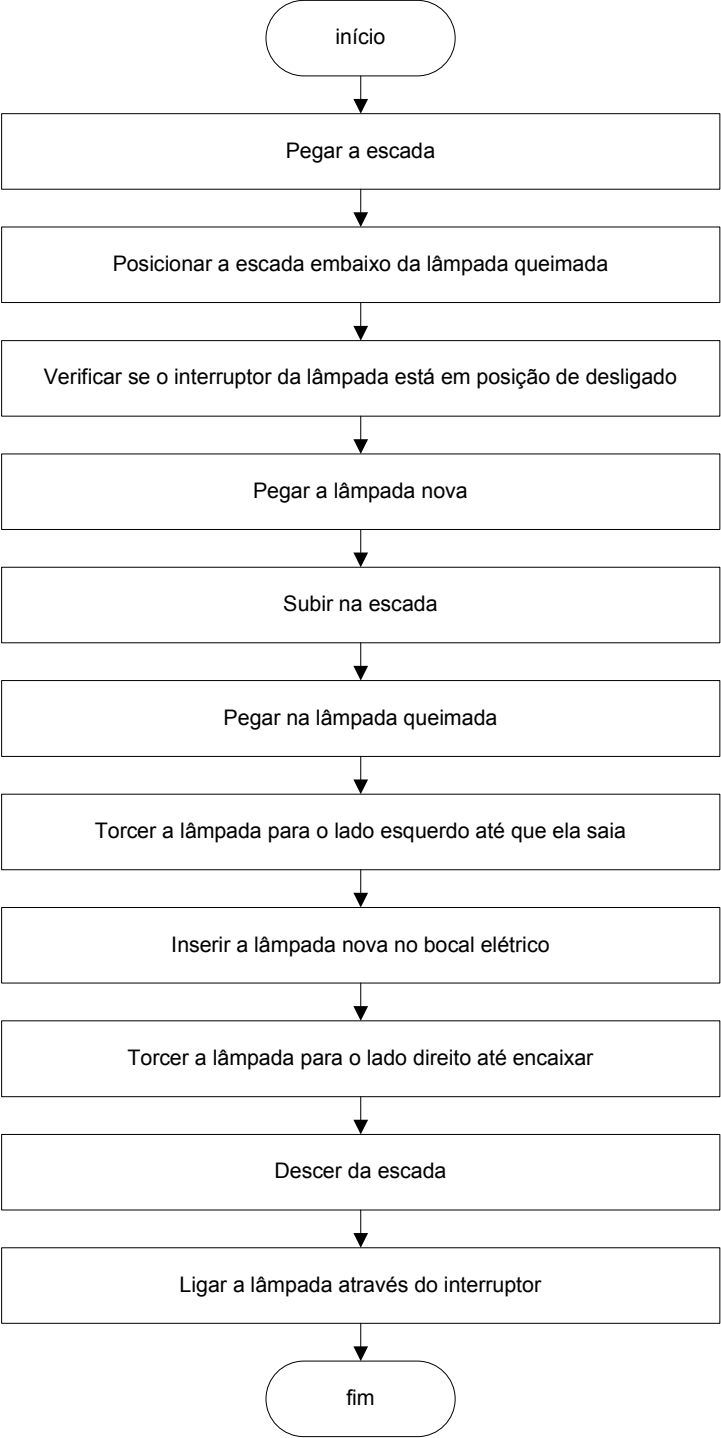 início
Pegar a escada
Posicionar a escada embaixo da lâmpada queimada
Verificar se o interruptor da lâmpada está em posição de desligado
Pegar a lâmpada nova
Subir na escada
Pegar na lâmpada queimada
Torcer a lâmpada para o lado esquerdo até que ela saia
Inserir a lâmpada nova no bocal elétrico
Torcer a lâmpada para o lado direito até encaixar
Descer da escada
Ligar a lâmpada através do interruptor
fim